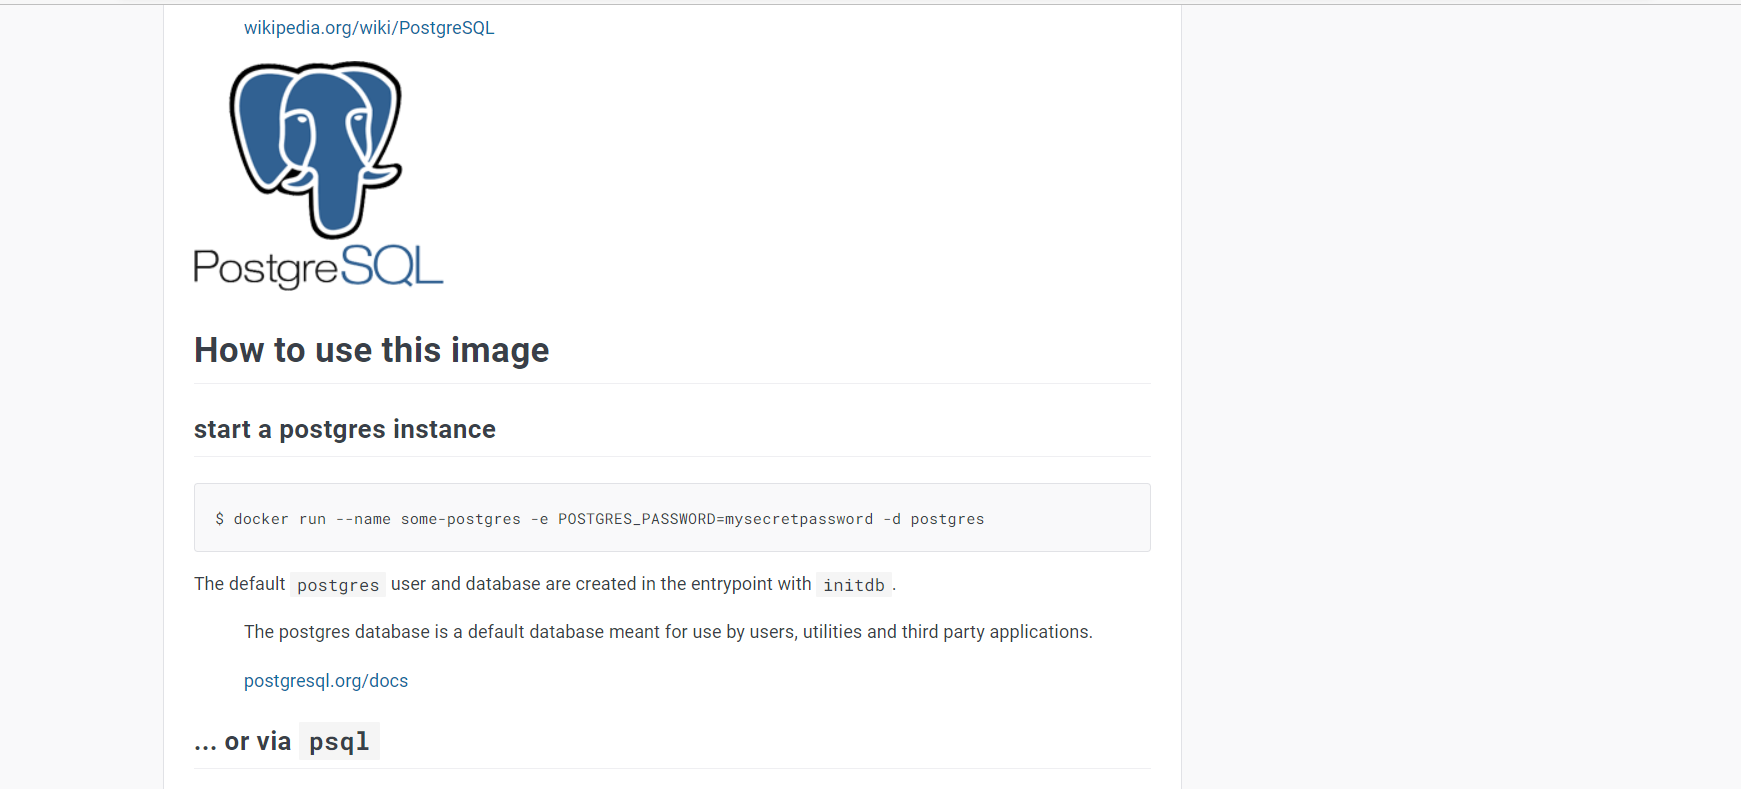 wikipedia.org/wiki/PostgreSQL
PostgreSQL
How to use this image
start a postgres instance
$ docker run --name some-postgres -e POSTGRES_PASSWORD=mysecretpassword -d postgres
The default postgres user and database are created in the entrypoint with initdb .
The postgres database is a default database meant for use by users, utilities and third party applications.
postgresql.org/docs
... or via psql